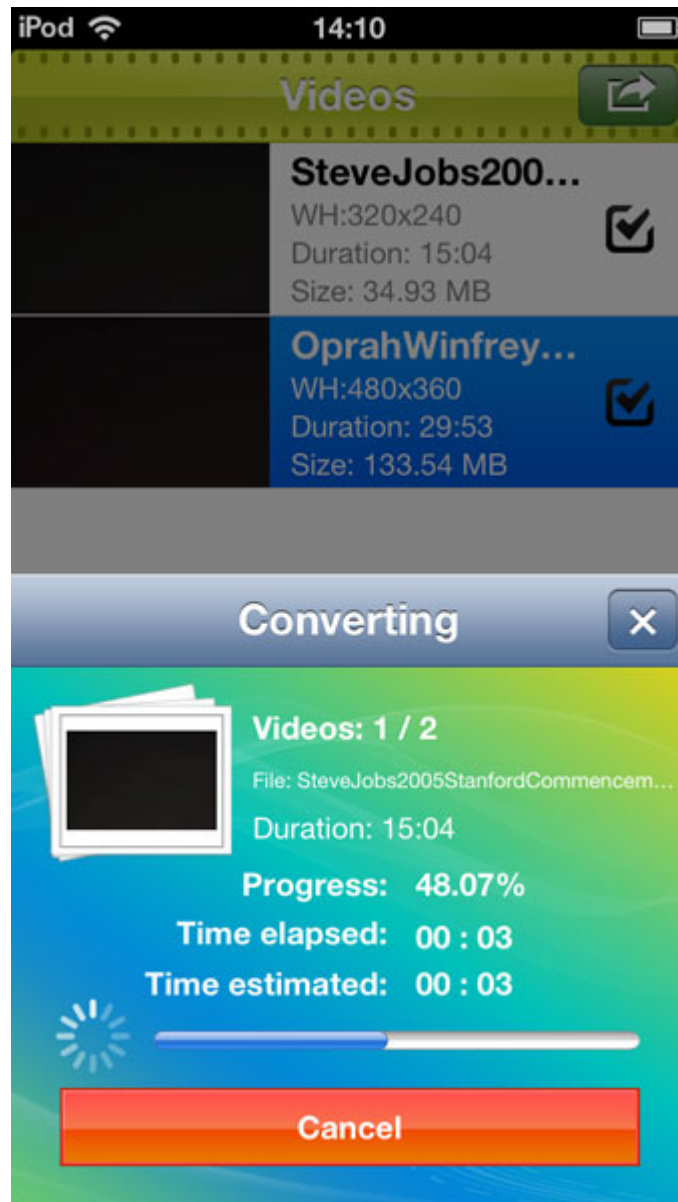 iPod 14:10
Videos
SteveJobs200...
WH:320x240
Duration: 15:04
Size: 34.93 MB
OprahWinfrey...
WH:480x360
Duration: 29:53
Size: 133.54 MB
Converting
Videos: 1 / 2
File: SteveJobs2005StanfordCommencem...
Duration: 15:04
Progress: 48.07%
Time elapsed: 00 : 03
Time estimated: 00 : 03
Cancel